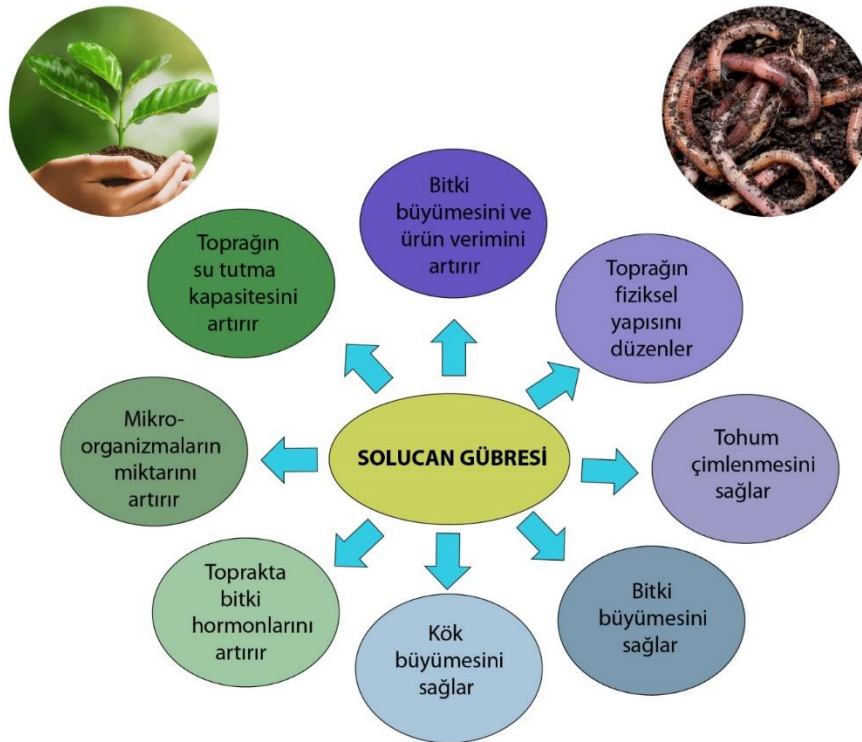 Bitki
büyümesini ve
ürün verimini
artırır
Toprağın
su tutma
kapasitesini
artırır
Toprağın
fiziksel
yapısını
düzenler
Mikro-
organizmaların
miktarını
artırır
SOLUCAN GÜBRESİ
Tohum
çimlenmesini
sağlar
Toprakta
bitki
hormonlarını
artırır
Kök
büyümesini
sağlar
Bitki
büyümesini
sağlar